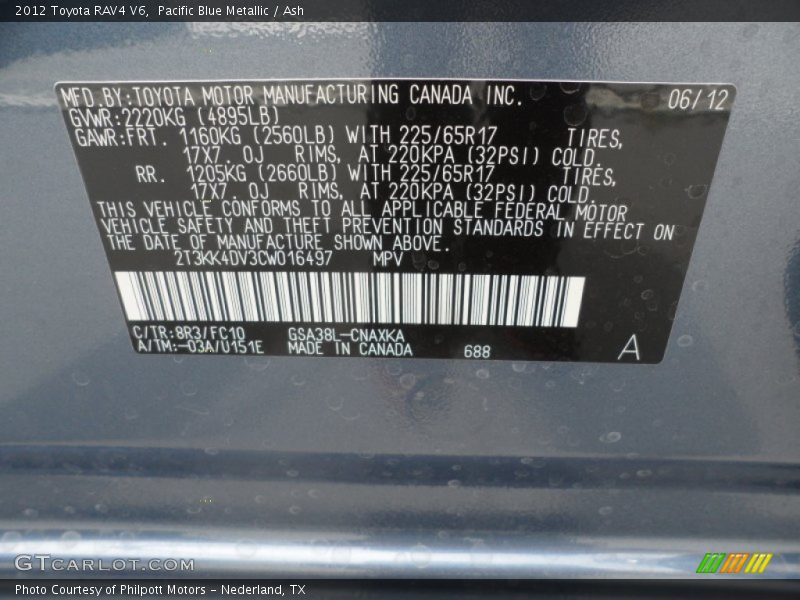 2012 Toyota RAV4 V6, Pacific Blue Metallic / Ash
MFD.BY:TOYOTA MOTOR MANUFACTURING CANADA INC. 06/12
GVWR:2220KG (4895LB)
GAWR:FRT. 1160KG (2560LB) WITH 225/65R17 TIRES,
17X7.0J RIMS, AT 220KPA (32PSI) COLD.
RR. 1205KG (2660LB) WITH 225/65R17 TIRES,
17X7.0J RIMS, AT 220KPA (32PSI) COLD.
THIS VEHICLE CONFORMS TO ALL APPLICABLE FEDERAL MOTOR
VEHICLE SAFETY AND THEFT PREVENTION STANDARDS IN EFFECT ON
THE DATE OF MANUFACTURE SHOWN ABOVE.
2T3KK4DV3CW016497 MPV
C/TR:8R3/FC10 GSA38L-CNAXKA
A/TM:-03A/U151E MADE IN CANADA 688 A
GTCARLOT.COM
Photo Courtesy of Philpott Motors - Nederland, TX